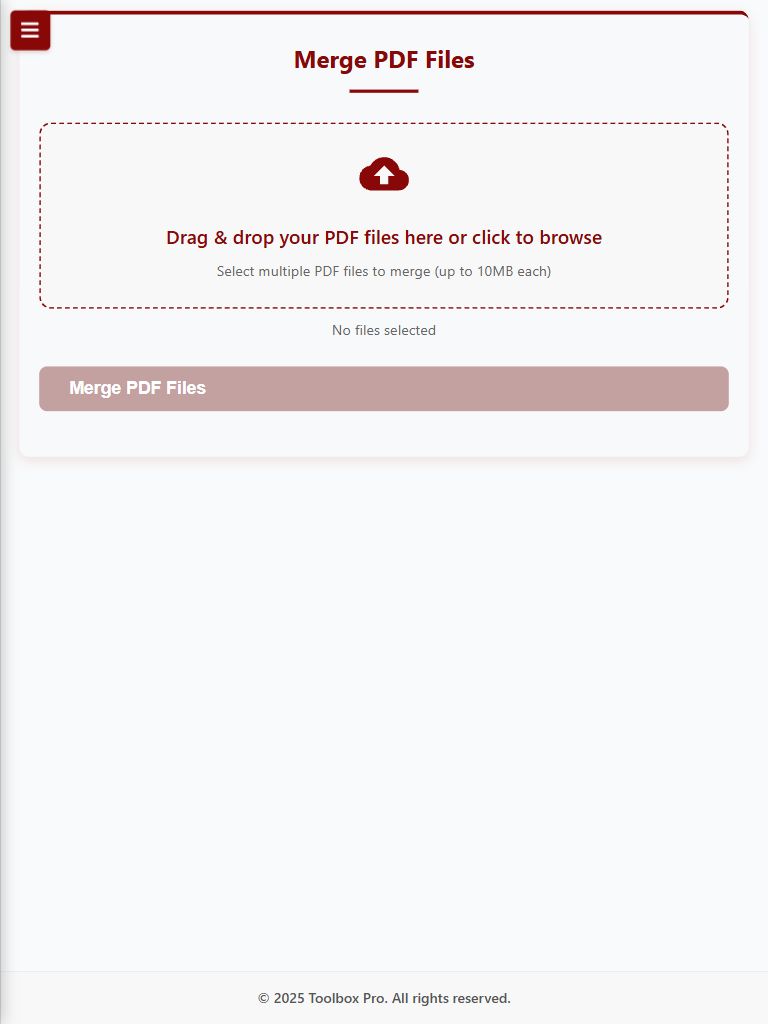 Merge PDF Files
Drag & drop your PDF files here or click to browse
Select multiple PDF files to merge (up to 10MB each)
No files selected
Merge PDF Files
© 2025 Toolbox Pro. All rights reserved.